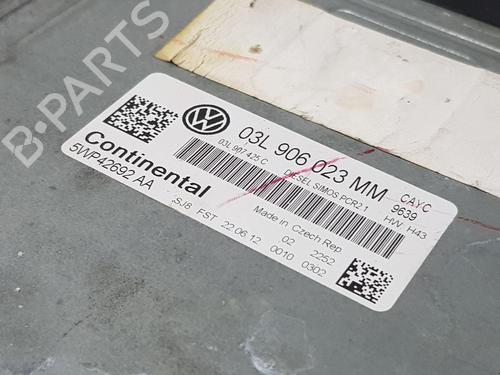 B-PARTS
03L 906 023 MM
CAYC
03L 907 425 C
DIESEL SIMOS PCR2.1
9639
HW H43
Continental
5WP42692 AA
SJ8 FST 22.06.12
Made in Czech Rep
02 2252
0010 0302